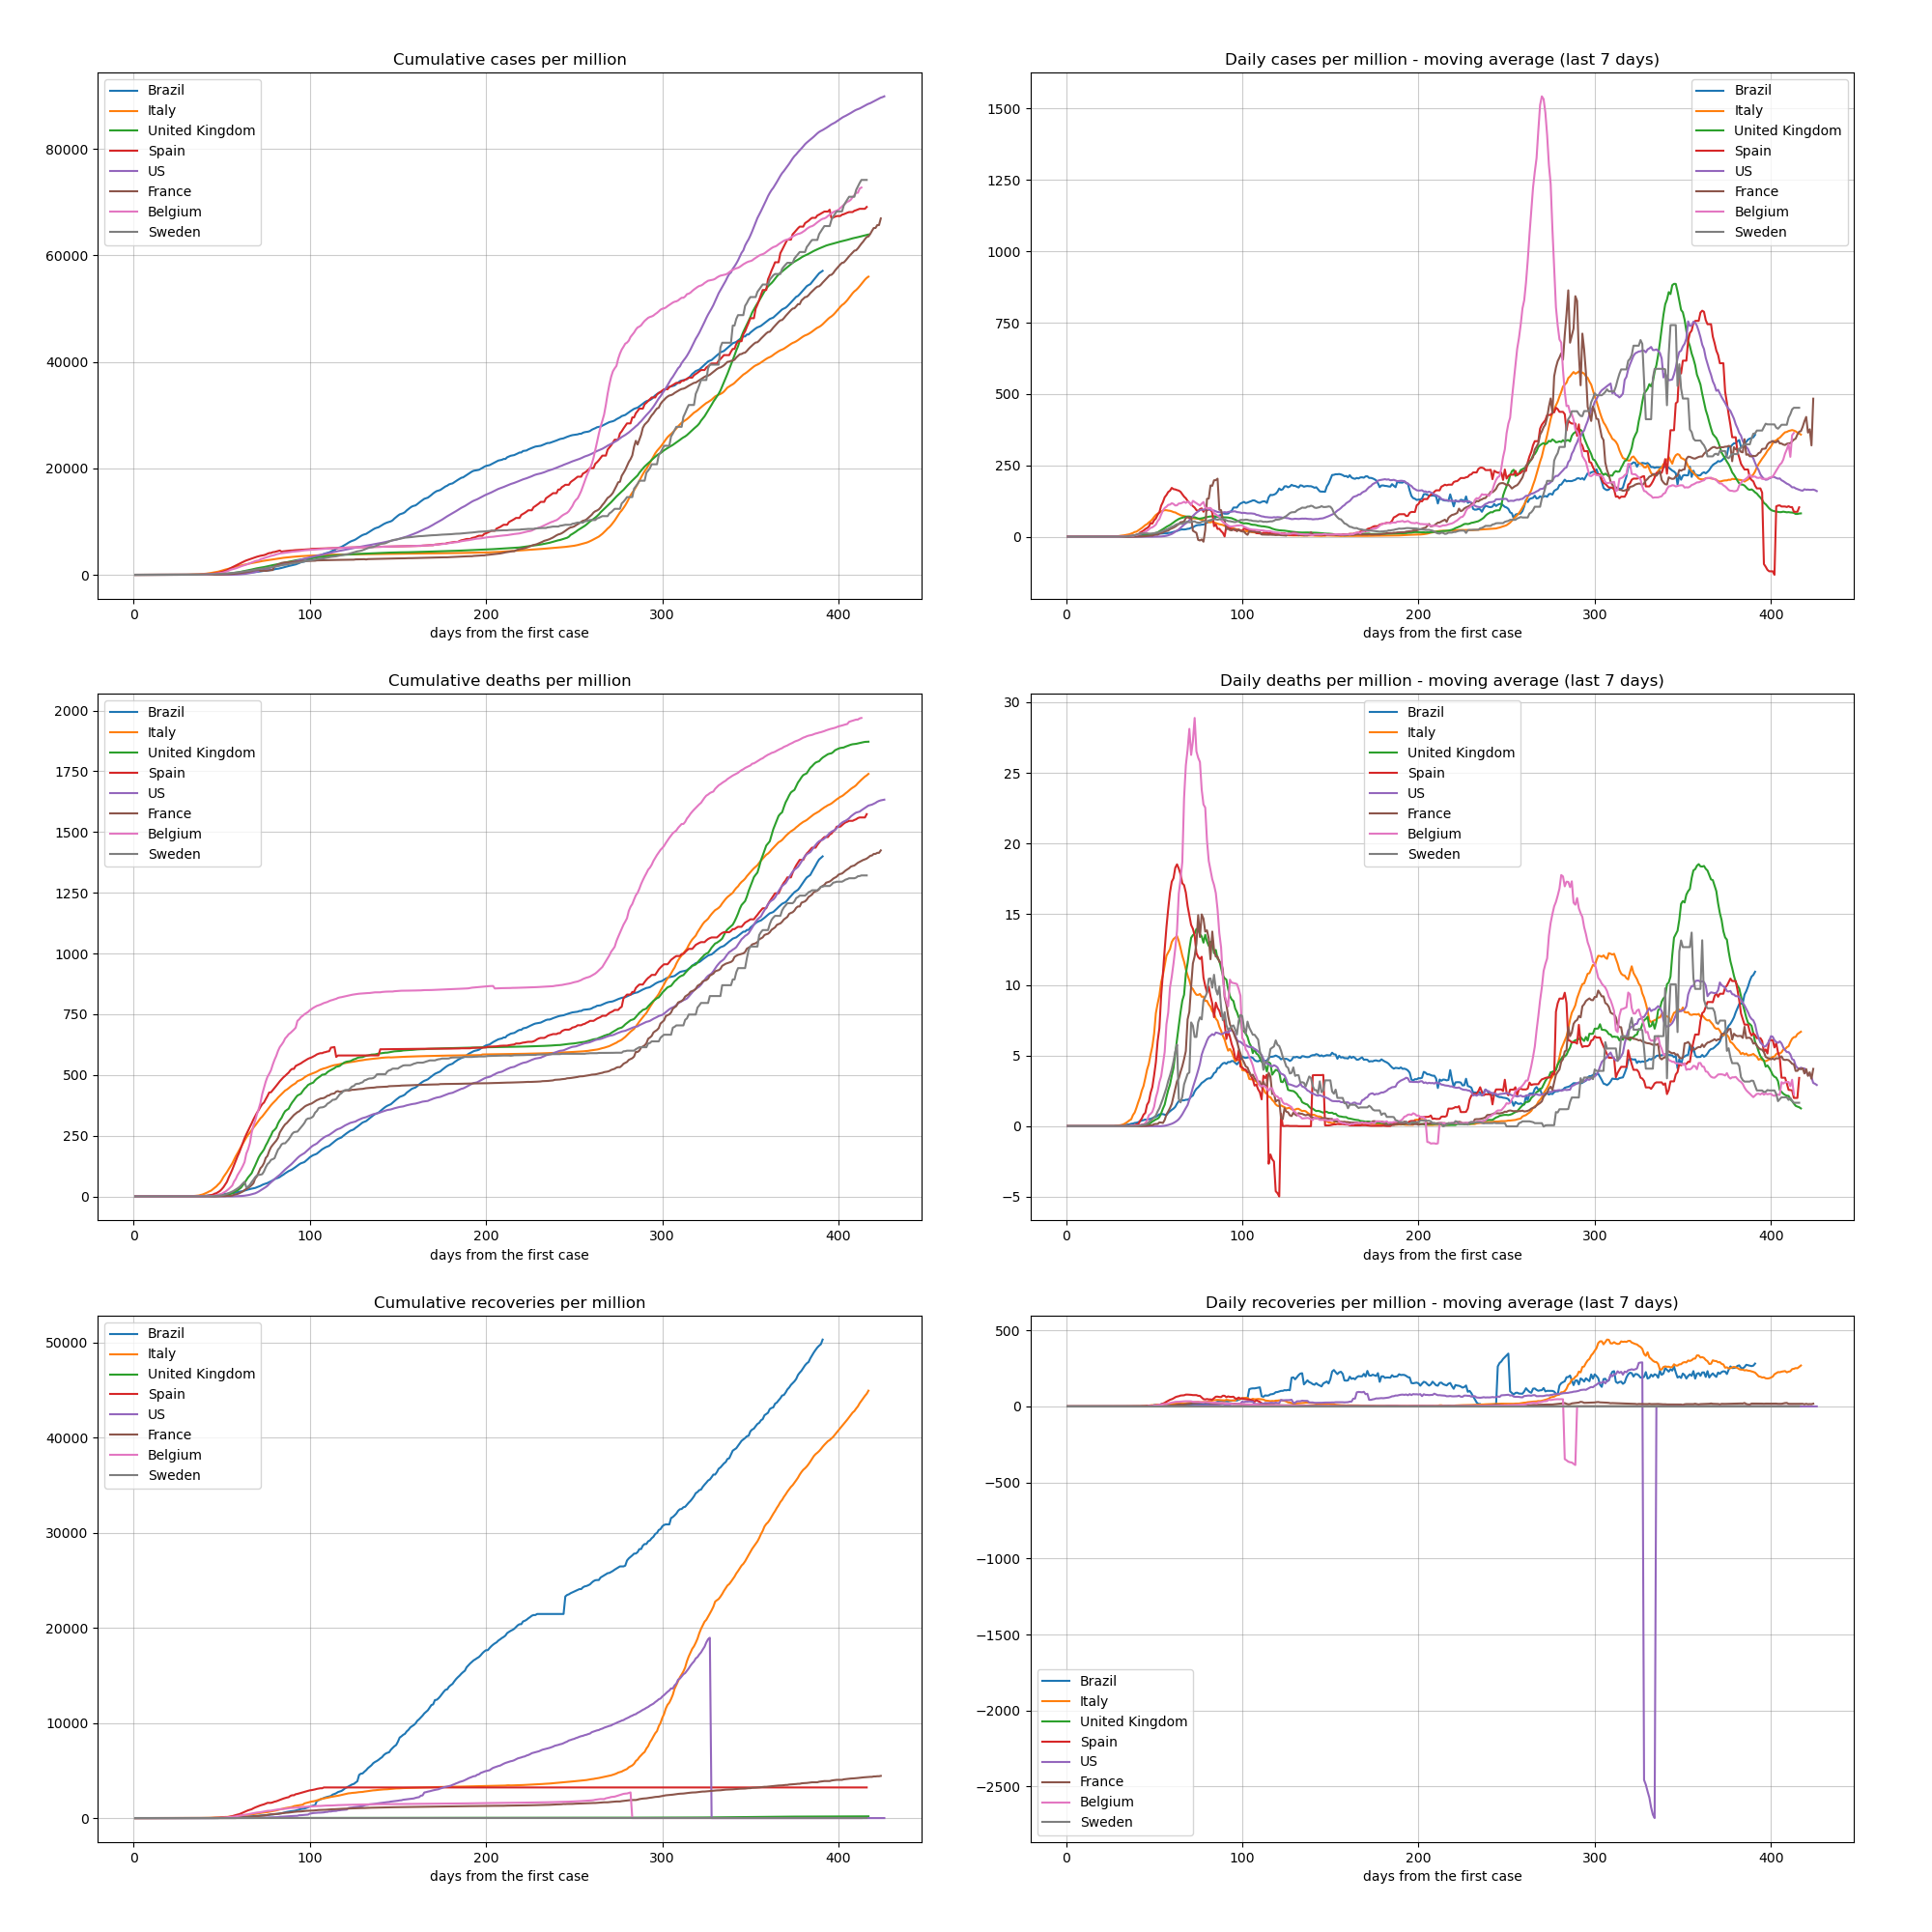 Cumulative cases per million
80000
60000
40000
20000
0
0 100 200 300 400
days from the first case
Brazil
Italy
United Kingdom
Spain
US
France
Belgium
Sweden
Daily cases per million - moving average (last 7 days)
1500
1250
1000
750
500
250
0
0 100 200 300 400
days from the first case
Brazil
Italy
United Kingdom
Spain
US
France
Belgium
Sweden
Cumulative deaths per million
2000
1750
1500
1250
1000
750
500
250
0
0 100 200 300 400
days from the first case
Brazil
Italy
United Kingdom
Spain
US
France
Belgium
Sweden
Daily deaths per million - moving average (last 7 days)
30
25
20
15
10
5
0
−5
0 100 200 300 400
days from the first case
Brazil
Italy
United Kingdom
Spain
US
France
Belgium
Sweden
Cumulative recoveries per million
50000
40000
30000
20000
10000
0
0 100 200 300 400
days from the first case
Brazil
Italy
United Kingdom
Spain
US
France
Belgium
Sweden
Daily recoveries per million - moving average (last 7 days)
500
0
−500
−1000
−1500
−2000
−2500
0 100 200 300 400
days from the first case
Brazil
Italy
United Kingdom
Spain
US
France
Belgium
Sweden